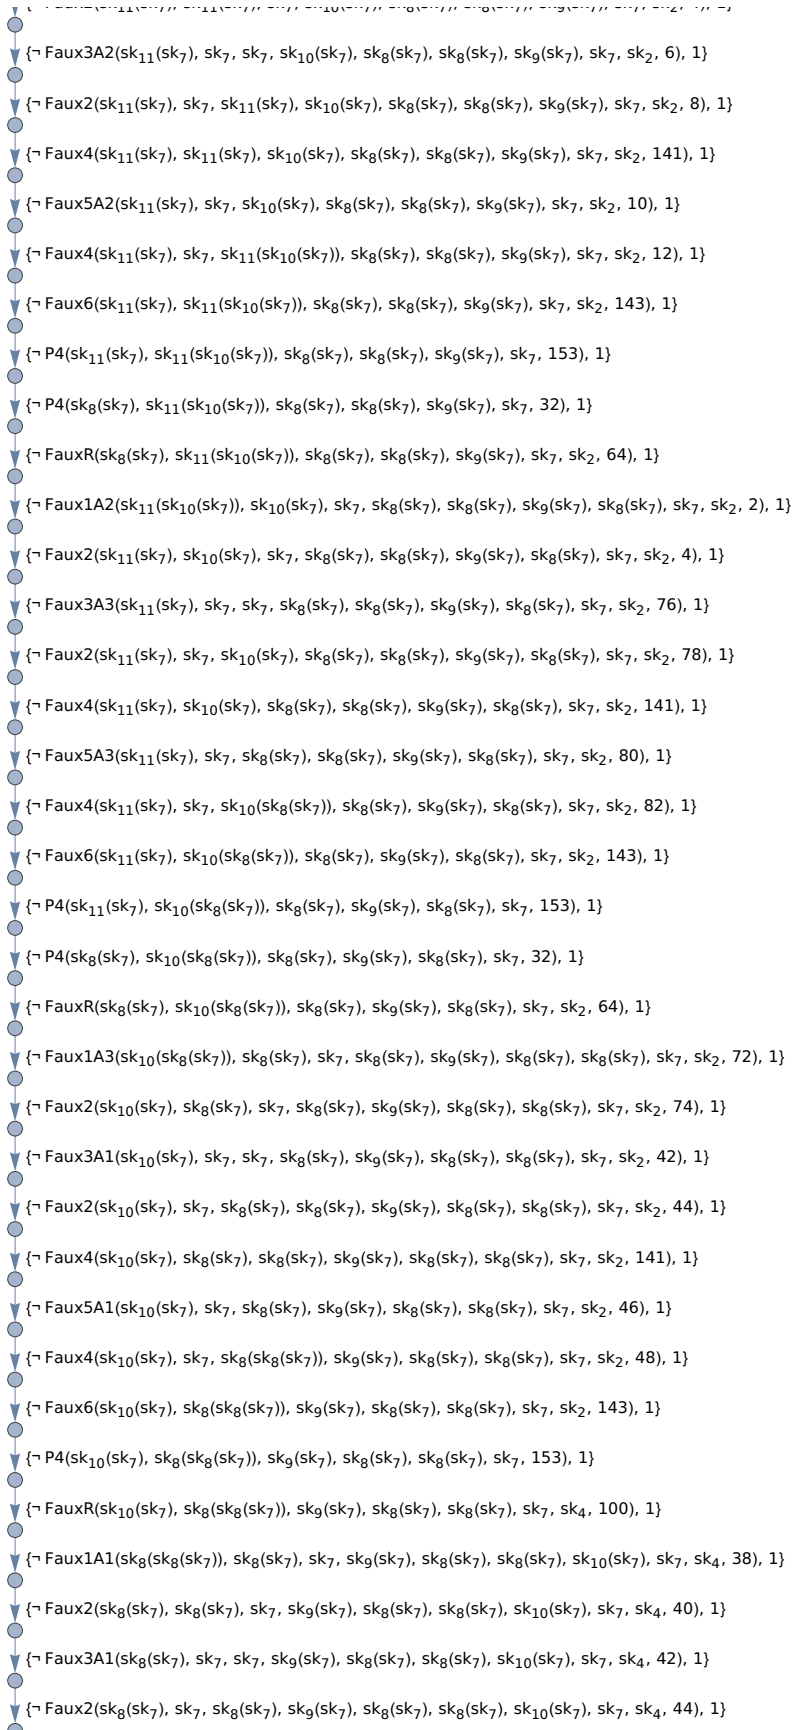 {¬ Faux3A2(sk₁₁(sk₇), sk₇, sk₇, sk₁₀(sk₇), sk₈(sk₇), sk₈(sk₇), sk₉(sk₇), sk₇, sk₂, 6), 1}
{¬ Faux2(sk₁₁(sk₇), sk₇, sk₁₁(sk₇), sk₁₀(sk₇), sk₈(sk₇), sk₈(sk₇), sk₉(sk₇), sk₇, sk₂, 8), 1}
{¬ Faux4(sk₁₁(sk₇), sk₁₁(sk₇), sk₁₀(sk₇), sk₈(sk₇), sk₈(sk₇), sk₉(sk₇), sk₇, sk₂, 141), 1}
{¬ Faux5A2(sk₁₁(sk₇), sk₇, sk₁₀(sk₇), sk₈(sk₇), sk₈(sk₇), sk₉(sk₇), sk₇, sk₂, 10), 1}
{¬ Faux4(sk₁₁(sk₇), sk₇, sk₁₁(sk₁₀(sk₇)), sk₈(sk₇), sk₈(sk₇), sk₉(sk₇), sk₇, sk₂, 12), 1}
{¬ Faux6(sk₁₁(sk₇), sk₁₁(sk₁₀(sk₇)), sk₈(sk₇), sk₈(sk₇), sk₉(sk₇), sk₇, sk₂, 143), 1}
{¬ P4(sk₁₁(sk₇), sk₁₁(sk₁₀(sk₇)), sk₈(sk₇), sk₈(sk₇), sk₉(sk₇), sk₇, 153), 1}
{¬ P4(sk₈(sk₇), sk₁₁(sk₁₀(sk₇)), sk₈(sk₇), sk₈(sk₇), sk₉(sk₇), sk₇, 32), 1}
{¬ FauxR(sk₈(sk₇), sk₁₁(sk₁₀(sk₇)), sk₈(sk₇), sk₈(sk₇), sk₉(sk₇), sk₇, sk₂, 64), 1}
{¬ Faux1A2(sk₁₁(sk₁₀(sk₇)), sk₁₀(sk₇), sk₇, sk₈(sk₇), sk₈(sk₇), sk₉(sk₇), sk₈(sk₇), sk₇, sk₂, 2), 1}
{¬ Faux2(sk₁₁(sk₇), sk₁₀(sk₇), sk₇, sk₈(sk₇), sk₈(sk₇), sk₉(sk₇), sk₈(sk₇), sk₇, sk₂, 4), 1}
{¬ Faux3A3(sk₁₁(sk₇), sk₇, sk₇, sk₈(sk₇), sk₈(sk₇), sk₉(sk₇), sk₈(sk₇), sk₇, sk₂, 76), 1}
{¬ Faux2(sk₁₁(sk₇), sk₇, sk₁₀(sk₇), sk₈(sk₇), sk₈(sk₇), sk₉(sk₇), sk₈(sk₇), sk₇, sk₂, 78), 1}
{¬ Faux4(sk₁₁(sk₇), sk₁₀(sk₇), sk₈(sk₇), sk₈(sk₇), sk₉(sk₇), sk₈(sk₇), sk₇, sk₂, 141), 1}
{¬ Faux5A3(sk₁₁(sk₇), sk₇, sk₈(sk₇), sk₈(sk₇), sk₉(sk₇), sk₈(sk₇), sk₇, sk₂, 80), 1}
{¬ Faux4(sk₁₁(sk₇), sk₇, sk₁₀(sk₈(sk₇)), sk₈(sk₇), sk₉(sk₇), sk₈(sk₇), sk₇, sk₂, 82), 1}
{¬ Faux6(sk₁₁(sk₇), sk₁₀(sk₈(sk₇)), sk₈(sk₇), sk₉(sk₇), sk₈(sk₇), sk₇, sk₂, 143), 1}
{¬ P4(sk₁₁(sk₇), sk₁₀(sk₈(sk₇)), sk₈(sk₇), sk₉(sk₇), sk₈(sk₇), sk₇, 153), 1}
{¬ P4(sk₈(sk₇), sk₁₀(sk₈(sk₇)), sk₈(sk₇), sk₉(sk₇), sk₈(sk₇), sk₇, 32), 1}
{¬ FauxR(sk₈(sk₇), sk₁₀(sk₈(sk₇)), sk₈(sk₇), sk₉(sk₇), sk₈(sk₇), sk₇, sk₂, 64), 1}
{¬ Faux1A3(sk₁₀(sk₈(sk₇)), sk₈(sk₇), sk₇, sk₈(sk₇), sk₉(sk₇), sk₈(sk₇), sk₈(sk₇), sk₇, sk₂, 72), 1}
{¬ Faux2(sk₁₀(sk₇), sk₈(sk₇), sk₇, sk₈(sk₇), sk₉(sk₇), sk₈(sk₇), sk₈(sk₇), sk₇, sk₂, 74), 1}
{¬ Faux3A1(sk₁₀(sk₇), sk₇, sk₇, sk₈(sk₇), sk₉(sk₇), sk₈(sk₇), sk₈(sk₇), sk₇, sk₂, 42), 1}
{¬ Faux2(sk₁₀(sk₇), sk₇, sk₈(sk₇), sk₈(sk₇), sk₉(sk₇), sk₈(sk₇), sk₈(sk₇), sk₇, sk₂, 44), 1}
{¬ Faux4(sk₁₀(sk₇), sk₈(sk₇), sk₈(sk₇), sk₉(sk₇), sk₈(sk₇), sk₈(sk₇), sk₇, sk₂, 141), 1}
{¬ Faux5A1(sk₁₀(sk₇), sk₇, sk₈(sk₇), sk₉(sk₇), sk₈(sk₇), sk₈(sk₇), sk₇, sk₂, 46), 1}
{¬ Faux4(sk₁₀(sk₇), sk₇, sk₈(sk₈(sk₇)), sk₉(sk₇), sk₈(sk₇), sk₈(sk₇), sk₇, sk₂, 48), 1}
{¬ Faux6(sk₁₀(sk₇), sk₈(sk₈(sk₇)), sk₉(sk₇), sk₈(sk₇), sk₈(sk₇), sk₇, sk₂, 143), 1}
{¬ P4(sk₁₀(sk₇), sk₈(sk₈(sk₇)), sk₉(sk₇), sk₈(sk₇), sk₈(sk₇), sk₇, 153), 1}
{¬ FauxR(sk₁₀(sk₇), sk₈(sk₈(sk₇)), sk₉(sk₇), sk₈(sk₇), sk₈(sk₇), sk₇, sk₄, 100), 1}
{¬ Faux1A1(sk₈(sk₈(sk₇)), sk₈(sk₇), sk₇, sk₉(sk₇), sk₈(sk₇), sk₈(sk₇), sk₁₀(sk₇), sk₇, sk₄, 38), 1}
{¬ Faux2(sk₈(sk₇), sk₈(sk₇), sk₇, sk₉(sk₇), sk₈(sk₇), sk₈(sk₇), sk₁₀(sk₇), sk₇, sk₄, 40), 1}
{¬ Faux3A1(sk₈(sk₇), sk₇, sk₇, sk₉(sk₇), sk₈(sk₇), sk₈(sk₇), sk₁₀(sk₇), sk₇, sk₄, 42), 1}
{¬ Faux2(sk₈(sk₇), sk₇, sk₈(sk₇), sk₉(sk₇), sk₈(sk₇), sk₈(sk₇), sk₁₀(sk₇), sk₇, sk₄, 44), 1}